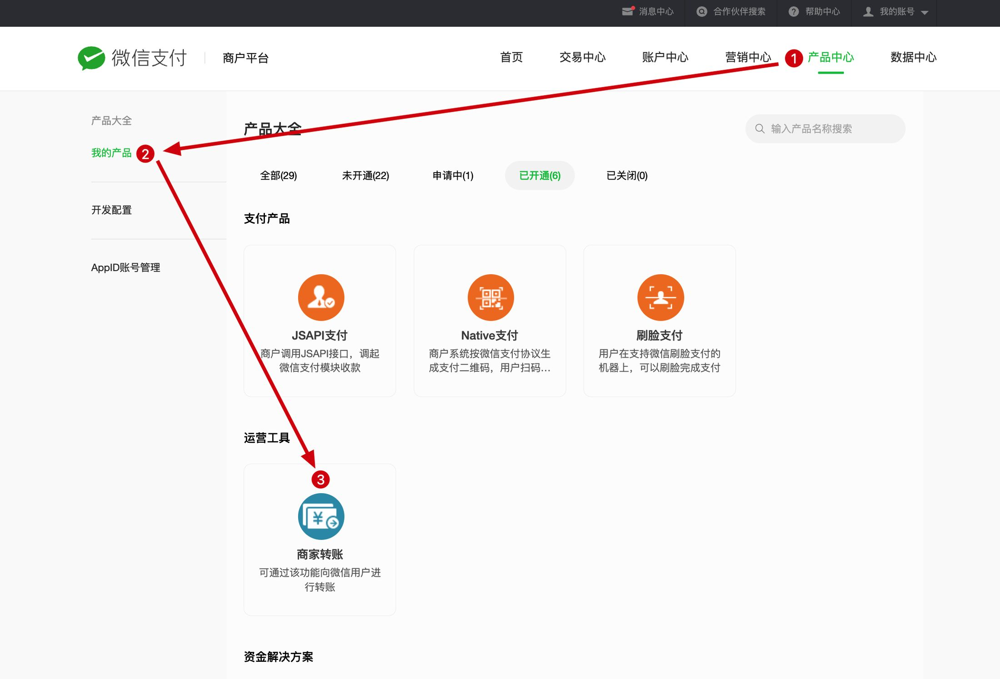 消息中心
合作伙伴搜索
帮助中心
我的账号
微信支付
商户平台
首页
交易中心
账户中心
营销中心
1
产品中心
数据中心
产品大全
我的产品
2
开发配置
AppID账号管理
产品大全
输入产品名称搜索
全部(29)
未开通(22)
申请中(1)
已开通(6)
已关闭(0)
支付产品
JSAPI支付
商户调用JSAPI接口，调起
微信支付模块收款
Native支付
商户系统按微信支付协议生
成支付二维码，用户扫码...
刷脸支付
用户在支持微信刷脸支付的
机器上，可以刷脸完成支付
运营工具
3
¥
商家转账
可通过该功能向微信用户进
行转账
资金解决方案